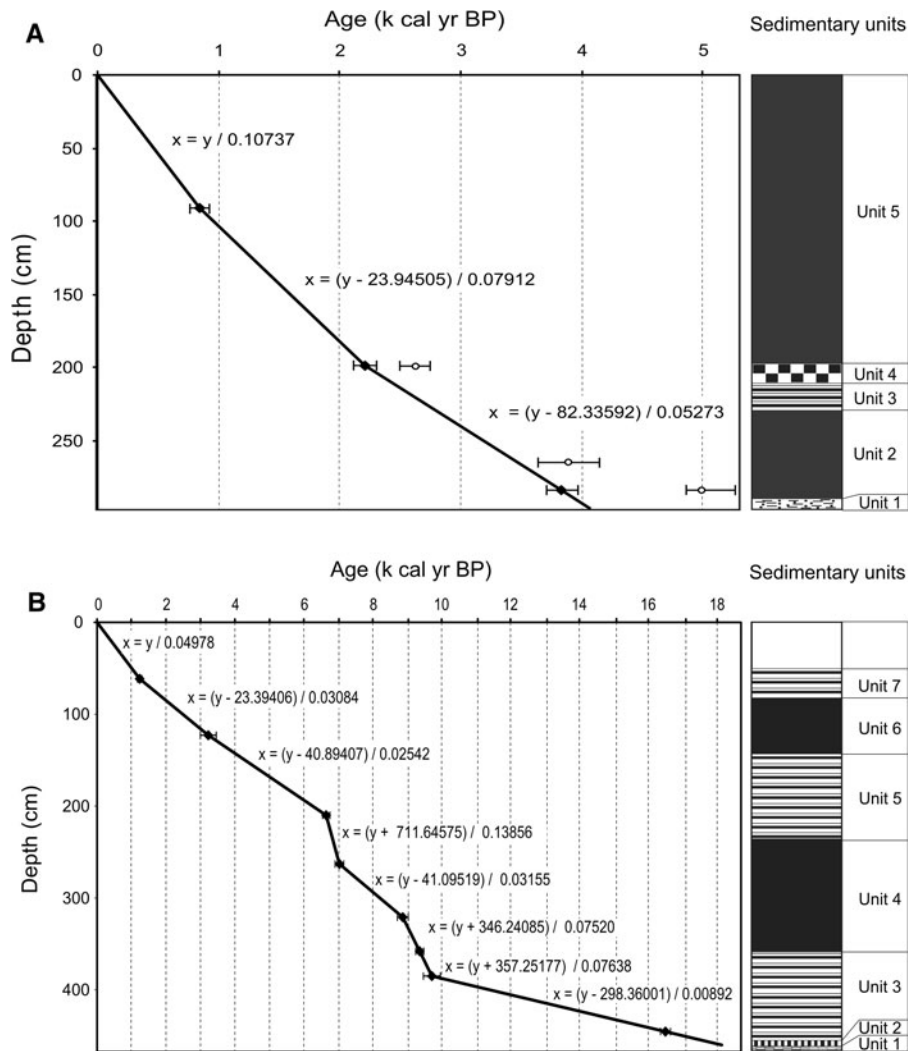 A
Age (k cal yr BP)
Sedimentary units
0 1 2 3 4 5
0
50
100
150
200
250
Depth (cm)
x = y / 0.10737
x = (y - 23.94505) / 0.07912
x = (y - 82.33592) / 0.05273
Unit 5
Unit 4
Unit 3
Unit 2
Unit 1
B
Age (k cal yr BP)
Sedimentary units
0 2 4 6 8 10 12 14 16 18
0
100
200
300
400
Depth (cm)
x = y / 0.04978
x = (y - 23.39406) / 0.03084
x = (y - 40.89407) / 0.02542
x = (y + 711.64575) / 0.13856
x = (y - 41.09519) / 0.03155
x = (y + 346.24085) / 0.07520
x = (y + 357.25177) / 0.07638
x = (y - 298.36001) / 0.00892
Unit 7
Unit 6
Unit 5
Unit 4
Unit 3
Unit 2
Unit 1